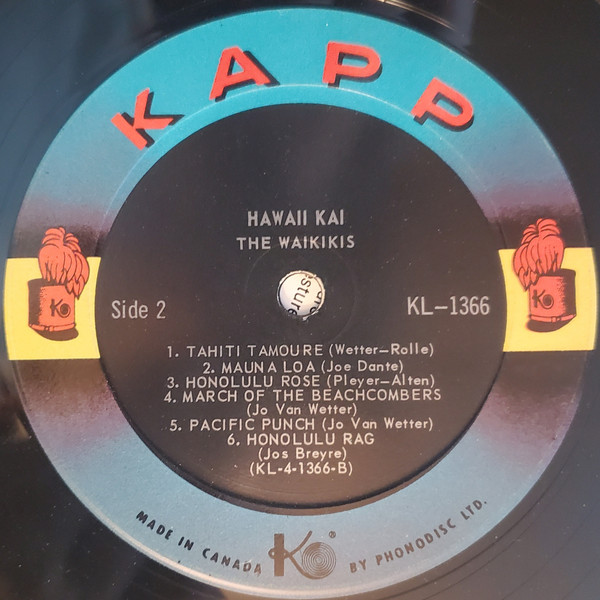 KAPP
HAWAII KAI
THE WAIKIKIS
Side 2
KL-1366
1. TAHITI TAMOURE (Wetter-Rolle)
2. MAUNA LOA (Joe Dante)
3. HONOLULU ROSE (Pleyer-Alten)
4. MARCH OF THE BEACHCOMBERS
(Jo Van Wetter)
5. PACIFIC PUNCH (Jo Van Wetter)
6. HONOLULU RAG
(Jos Breyre)
(KL-4-1366-B)
K
K
MADE IN CANADA K ® BY PHONODISC LTD.